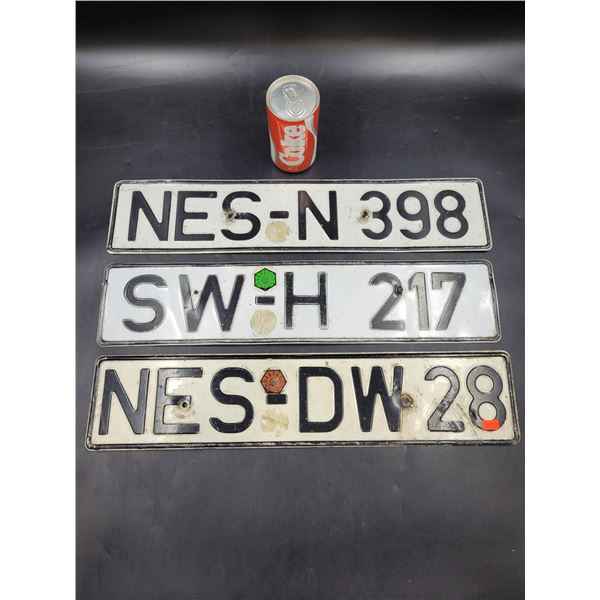 Coke
NES-N 398
SW-H 217
NES-DW 28